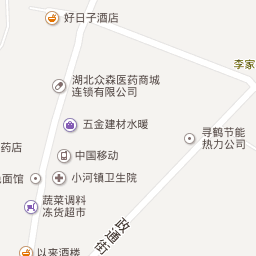 好日子酒店
李家
湖北众森医药商城
连锁有限公司
五金建材水暖
寻鹤节能
热力公司
药店
中国移动
面馆
小河镇卫生院
蔬菜调料
冻货超市
政通街
以来酒楼